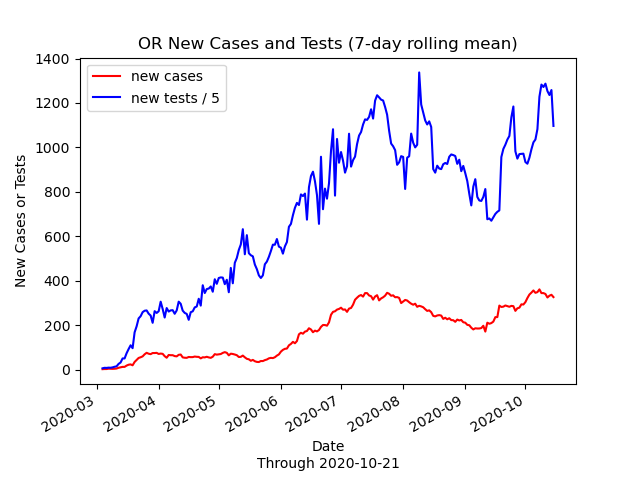 OR New Cases and Tests (7-day rolling mean)
new cases
new tests / 5
New Cases or Tests
1400
1200
1000
800
600
400
200
0
2020-03
2020-04
2020-05
2020-06
2020-07
2020-08
2020-09
2020-10
Date
Through 2020-10-21